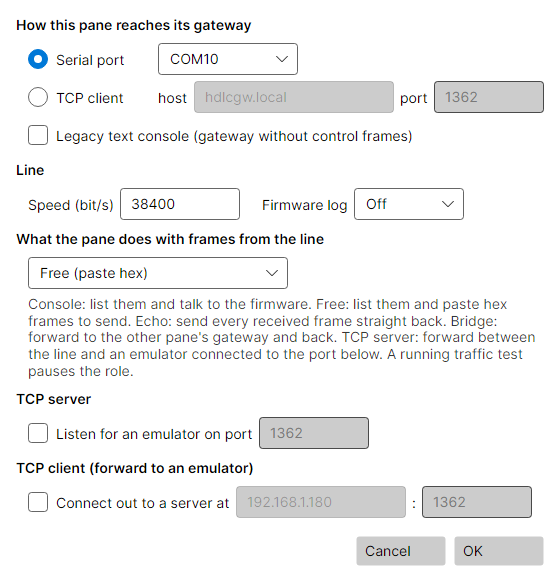 How this pane reaches its gateway
Serial port COM10
TCP client host hdlcgw.local port 1362
Legacy text console (gateway without control frames)
Line
Speed (bit/s) 38400 Firmware log Off
What the pane does with frames from the line
Free (paste hex)
Console: list them and talk to the firmware. Free: list them and paste hex
frames to send. Echo: send every received frame straight back. Bridge:
forward to the other pane's gateway and back. TCP server: forward between
the line and an emulator connected to the port below. A running traffic test
pauses the role.
TCP server
Listen for an emulator on port 1362
TCP client (forward to an emulator)
Connect out to a server at 192.168.1.180 : 1362
Cancel OK